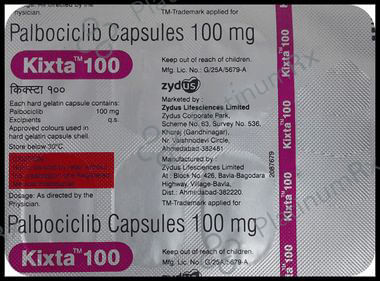 Physician.
TM-Trademark applied for
Palbociclib Capsules 100 mg
Kixta™100
किक्स्टा १००
Each hard gelatin capsule contains:
Palbociclib 100 mg
Excipients q.s.
Approved colours used in
hard gelatin capsule shell.
Store below 30°C.
Dosage: As directed by the
Physician.
Keep out of reach of children.
Mfg. Lic. No.: G/25A/5679-A
zydus
Marketed by :
Zydus Lifesciences Limited
Zydus Corporate Park,
Scheme No. 63, Survey No. 536,
Khoraj (Gandhinagar),
Nr. Vaishnodevi Circle,
Ahmedabad-382481
Manufactured by :
Zydus Lifesciences Limited
At : Block No. 426, Bavla-Bagodara
Highway, Village-Bavla,
Dist.: Ahmedabad-382220.
TM-Trademark applied for
2087679
Kixta™100
Palbociclib Capsules 100 mg
Kixta™100
Keep out of reach of children.
Mfg. Lic. No.: G/25A/5679-A
zydus